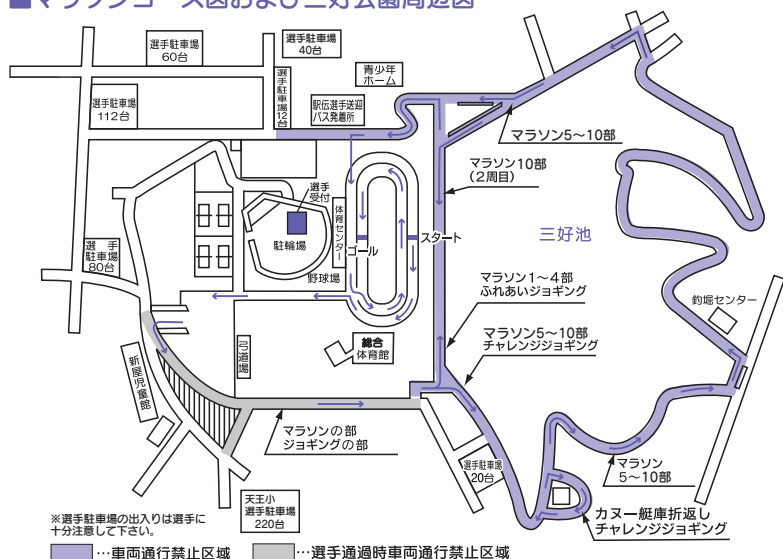 ■マラソンコース図および三好公園周辺図
選手駐車場
60台
選手駐車場
40台
選手駐車場
112台
選手駐車場12台
青少年
ホーム
駅伝選手送迎
バス発着所
マラソン5〜10部
マラソン10部
(2周目)
選手
受付
体育センター
駐輪場
ゴール
スタート
三好池
選手
駐車場
80台
野球場
マラソン1〜4部
ふれあいジョギング
釣堀センター
マラソン5〜10部
チャレンジジョギング
総合
体育館
弓道場
新屋児童館
マラソンの部
ジョギングの部
選手駐車場
20台
マラソン
5〜10部
天王小
選手駐車場
220台
カヌー艇庫折返し
チャレンジジョギング
※選手駐車場の出入りは選手に
十分注意して下さい。
…車両通行禁止区域
…選手通過時車両通行禁止区域